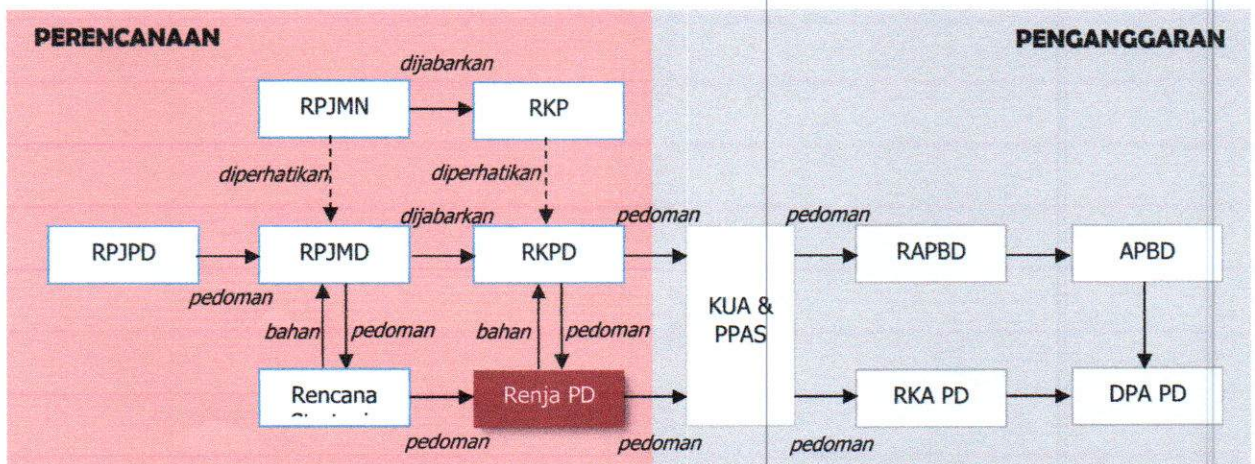 PERENCANAAN
PENGANGGARAN
dijabarkan
RPJMN
RKP
diperhatikan
diperhatikan
dijabarkan
pedoman
pedoman
RPJPD
RPJMD
RKPD
RAPBD
APBD
pedoman
KUA &
PPAS
bahan
pedoman
bahan
pedoman
Rencana
Renja PD
RKA PD
DPA PD
pedoman
pedoman
pedoman